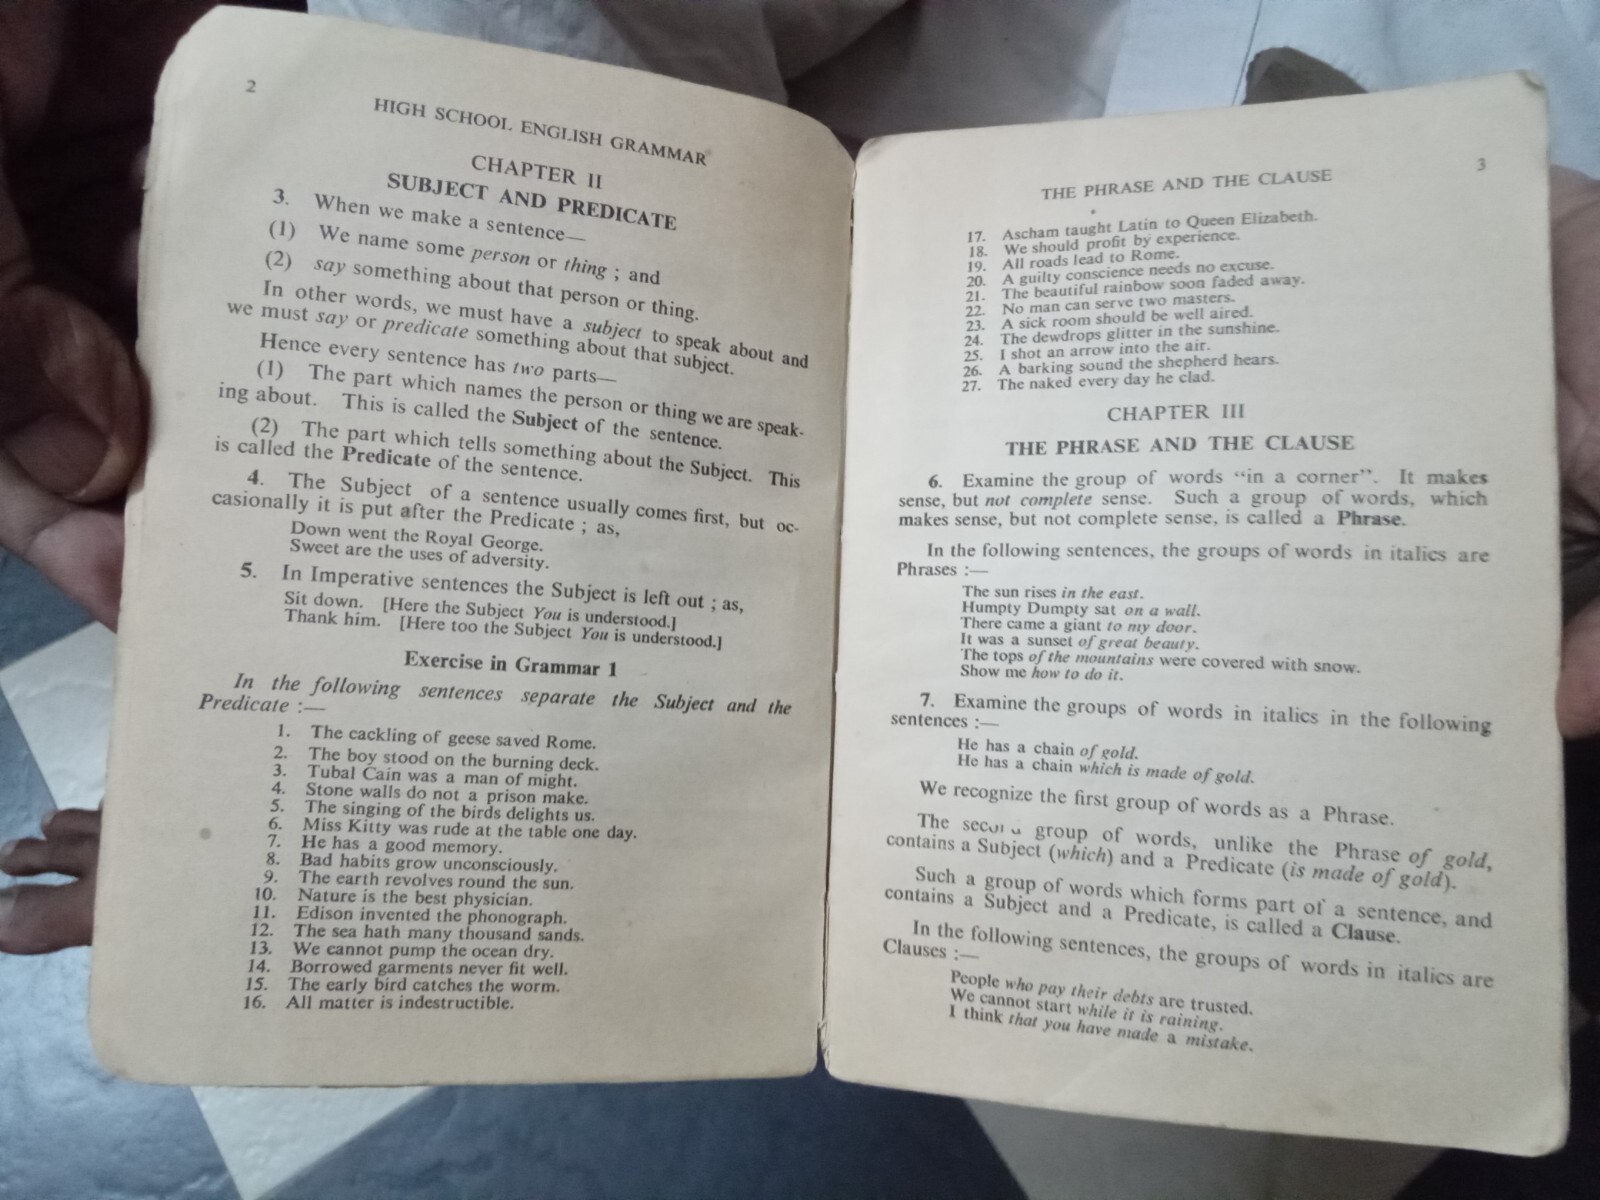 2
HIGH SCHOOL ENGLISH GRAMMAR
CHAPTER II
SUBJECT AND PREDICATE
3. When we make a sentence—
(1) We name some person or thing ; and
(2) say something about that person or thing.
In other words, we must have a subject to speak about and
we must say or predicate something about that subject.
Hence every sentence has two parts—
(1) The part which names the person or thing we are speak-
ing about. This is called the Subject of the sentence.
(2) The part which tells something about the Subject. This
is called the Predicate of the sentence.
4. The Subject of a sentence usually comes first, but oc-
casionally it is put after the Predicate ; as,
Down went the Royal George.
Sweet are the uses of adversity.
5. In Imperative sentences the Subject is left out ; as,
Sit down. [Here the Subject You is understood.]
Thank him. [Here too the Subject You is understood.]
Exercise in Grammar 1
In the following sentences separate the Subject and the
Predicate :—
1. The cackling of geese saved Rome.
2. The boy stood on the burning deck.
3. Tubal Cain was a man of might.
4. Stone walls do not a prison make.
5. The singing of the birds delights us.
6. Miss Kitty was rude at the table one day.
7. He has a good memory.
8. Bad habits grow unconsciously.
9. The earth revolves round the sun.
10. Nature is the best physician.
11. Edison invented the phonograph.
12. The sea hath many thousand sands.
13. We cannot pump the ocean dry.
14. Borrowed garments never fit well.
15. The early bird catches the worm.
16. All matter is indestructible.
THE PHRASE AND THE CLAUSE
3
17. Ascham taught Latin to Queen Elizabeth.
18. We should profit by experience.
19. All roads lead to Rome.
20. A guilty conscience needs no excuse.
21. The beautiful rainbow soon faded away.
22. No man can serve two masters.
23. A sick room should be well aired.
24. The dewdrops glitter in the sunshine.
25. I shot an arrow into the air.
26. A barking sound the shepherd hears.
27. The naked every day he clad.
CHAPTER III
THE PHRASE AND THE CLAUSE
6. Examine the group of words “in a corner”. It makes
sense, but not complete sense. Such a group of words, which
makes sense, but not complete sense, is called a Phrase.
In the following sentences, the groups of words in italics are
Phrases :—
The sun rises in the east.
Humpty Dumpty sat on a wall.
There came a giant to my door.
It was a sunset of great beauty.
The tops of the mountains were covered with snow.
Show me how to do it.
7. Examine the groups of words in italics in the following
sentences :—
He has a chain of gold.
He has a chain which is made of gold.
We recognize the first group of words as a Phrase.
The second group of words, unlike the Phrase of gold,
contains a Subject (which) and a Predicate (is made of gold).
Such a group of words which forms part of a sentence, and
contains a Subject and a Predicate, is called a Clause.
In the following sentences, the groups of words in italics are
Clauses :—
People who pay their debts are trusted.
We cannot start while it is raining.
I think that you have made a mistake.